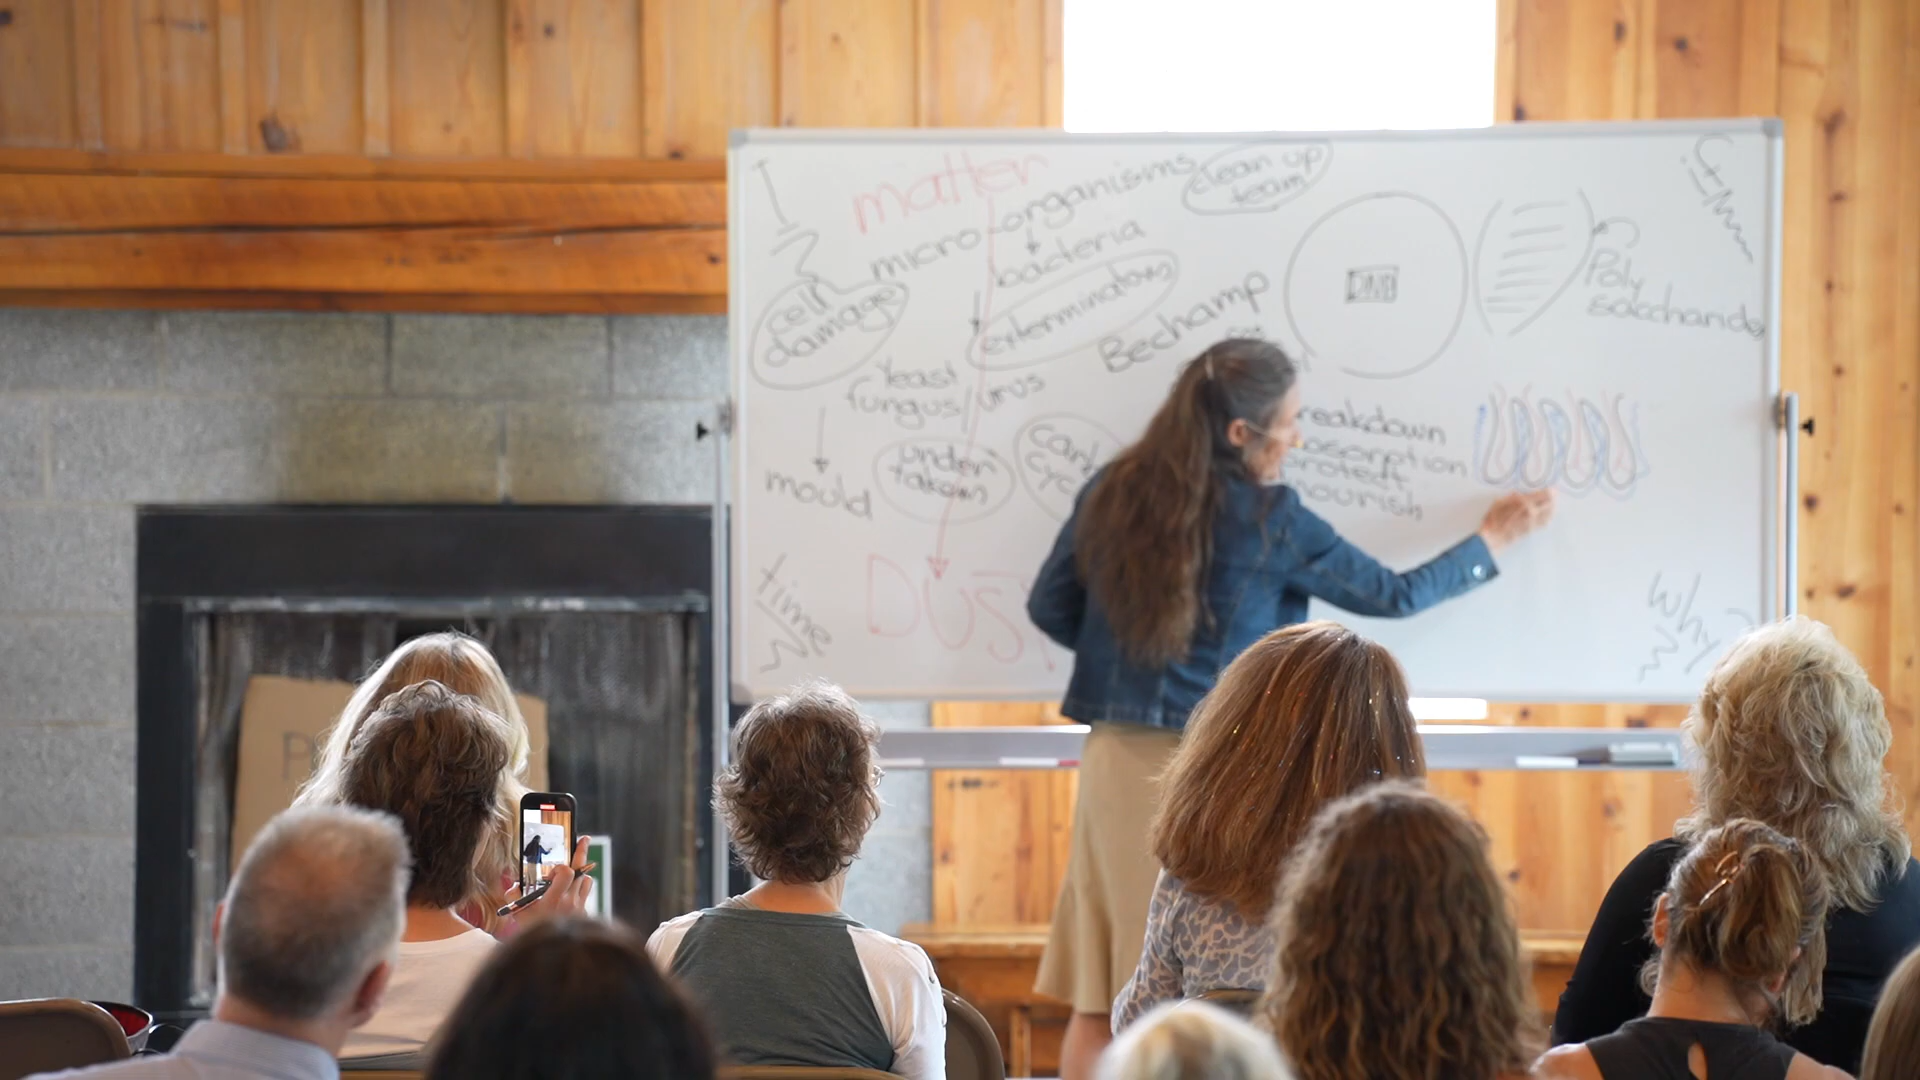 matter
micro-organisms
clean up
team
bacteria
cell
damage
exterminators
Bechamp
DNA
Poly
saccharides
yeast
fungus/virus
breakdown
absorption
protect
nourish
mould
under
takers
time
DUST
Why?